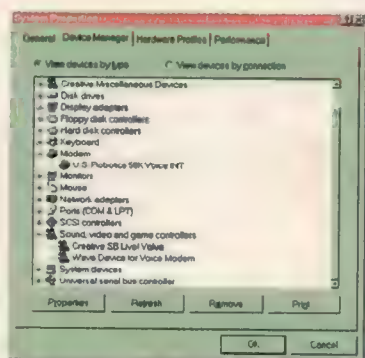 System Properties
General Device Manager Hardware Profiles Performance
View devices by type View devices by connection
Creative Miscellaneous Devices
Disk drives
Display adapters
Floppy disk controllers
Hard disk controllers
Keyboard
Modem
U.S. Robotics 56K Voice INT
Monitors
Mouse
Network adapters
Ports (COM & LPT)
SCSI controllers
Sound, video and game controllers
Creative SB Live! Value
Wave Device for Voice Modem
System devices
Universal serial bus controller
Properties Refresh Remove Print
OK Cancel